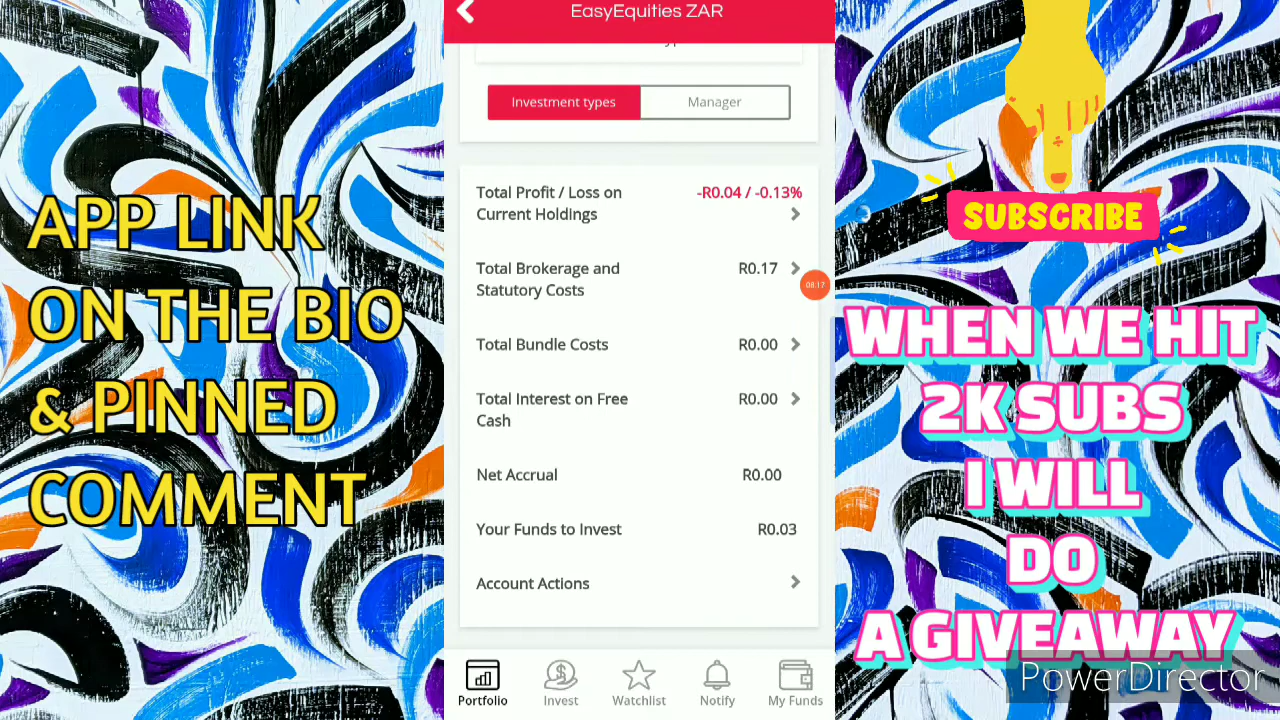 APP LINK
ON THE BIO
& PINNED
COMMENT
EasyEquities ZAR
Investment types
Manager
Total Profit / Loss on
Current Holdings
-R0.04 / -0.13%
Total Brokerage and
Statutory Costs
R0.17
08:17
Total Bundle Costs
R0.00
Total Interest on Free
Cash
R0.00
Net Accrual
R0.00
Your Funds to Invest
R0.03
Account Actions
Portfolio
Invest
Watchlist
Notify
My Funds
SUBSCRIBE
WHEN WE HIT
2K SUBS
I WILL
DO
A GIVEAWAY
PowerDirector